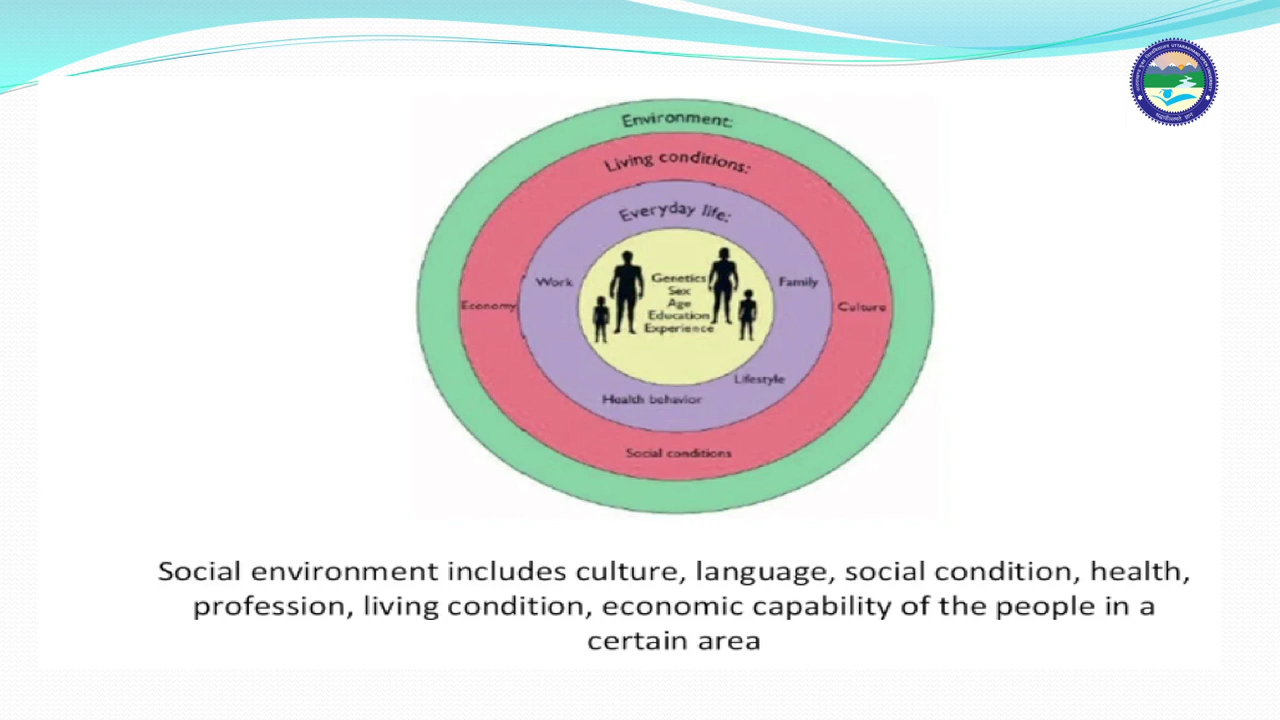 UTTARAKHAND
Environment:
Living conditions:
Everyday life:
Work
Genetics
Family
Sex
Economy
Age
Culture
Education
Experience
Lifestyle
Health behavior
Social conditions
Social environment includes culture, language, social condition, health,
profession, living condition, economic capability of the people in a
certain area